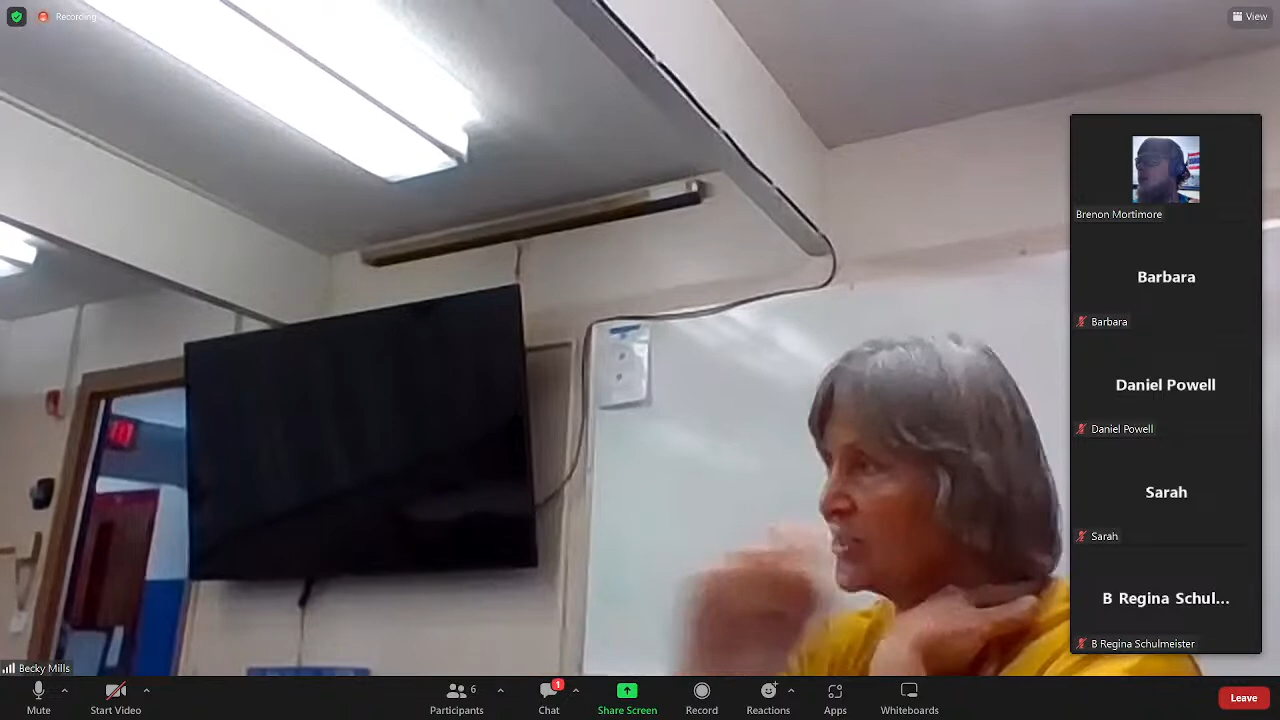 Recording
View
Brenon Mortimore
Barbara
Barbara
Daniel Powell
Daniel Powell
Sarah
Sarah
B Regina Schul...
B Regina Schulmeister
Becky Mills
Mute
Start Video
Participants
6
Chat
1
Share Screen
Record
Reactions
Apps
Whiteboards
Leave